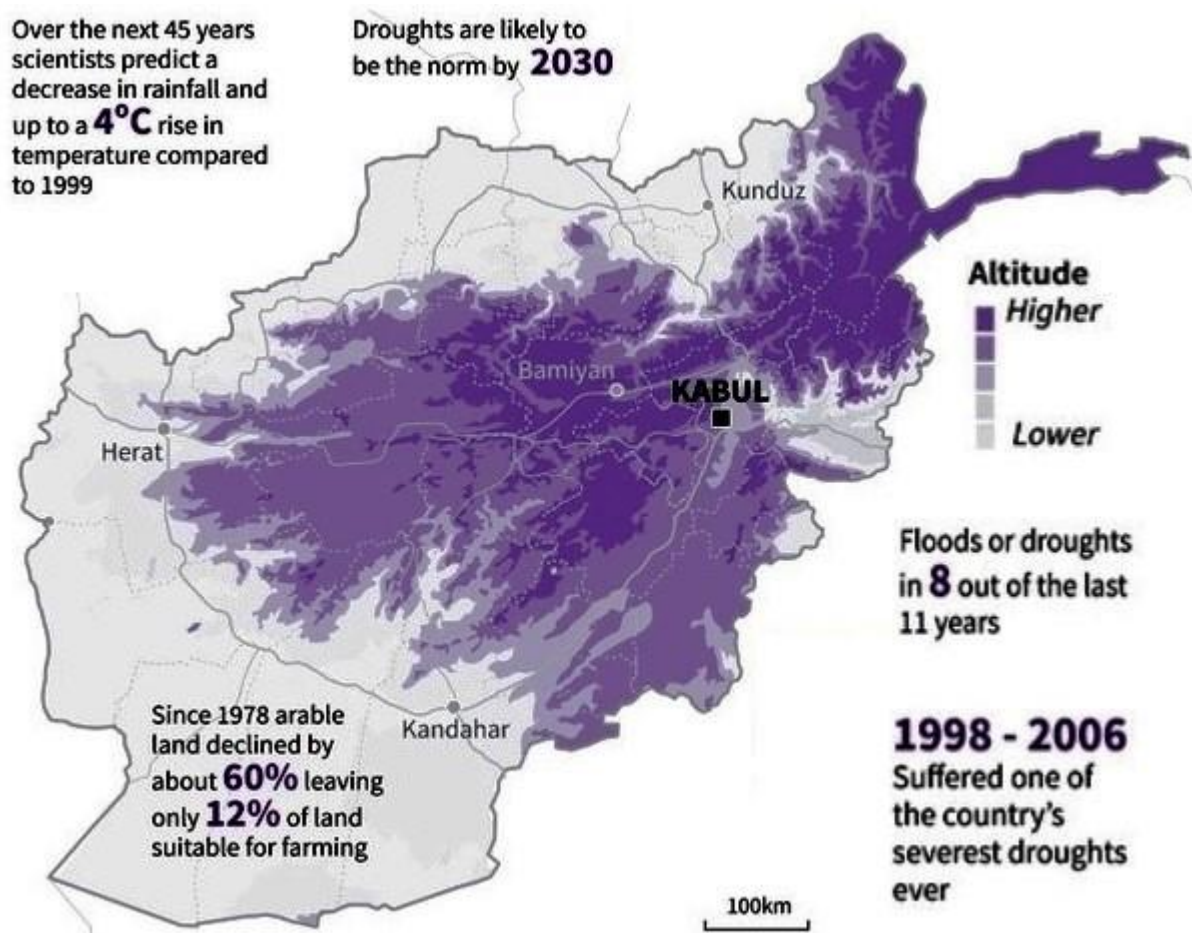 Over the next 45 years
scientists predict a
decrease in rainfall and
up to a 4°C rise in
temperature compared
to 1999
Droughts are likely to
be the norm by 2030
Kunduz
Altitude
Higher
Lower
Bamiyan
KABUL
Herat
Floods or droughts
in 8 out of the last
11 years
Since 1978 arable
land declined by
about 60% leaving
only 12% of land
suitable for farming
Kandahar
1998 - 2006
Suffered one of
the country's
severest droughts
ever
100km